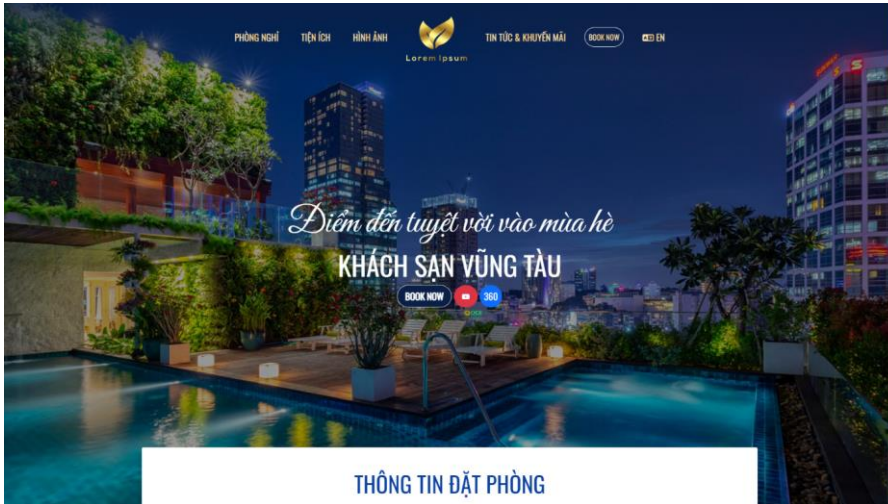 PHÒNG NGHỈ TIỆN ÍCH HÌNH ẢNH
Lorem Ipsum
TIN TỨC & KHUYẾN MÃI BOOK NOW EN
Điểm đến tuyệt vời vào mùa hè
KHÁCH SẠN VŨNG TÀU
BOOK NOW 360
OCB
THÔNG TIN ĐẶT PHÒNG